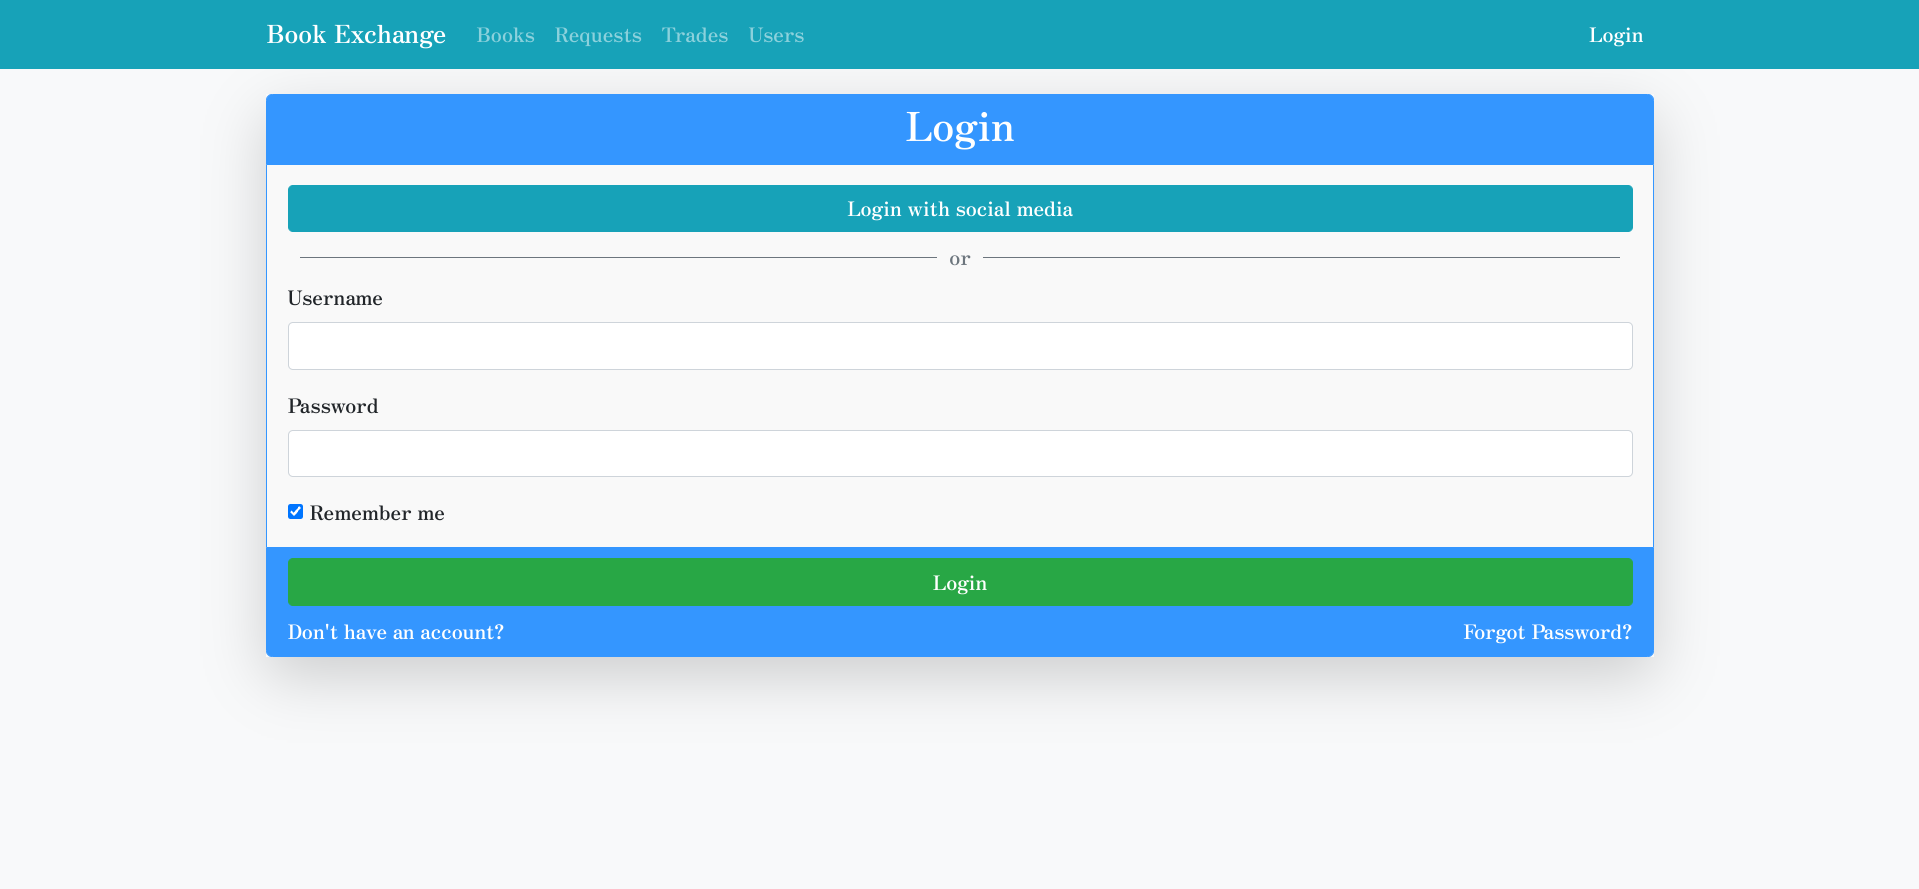 Book Exchange Books Requests Trades Users Login
Login
Login with social media
or
Username
Password
Remember me
Login
Don't have an account? Forgot Password?